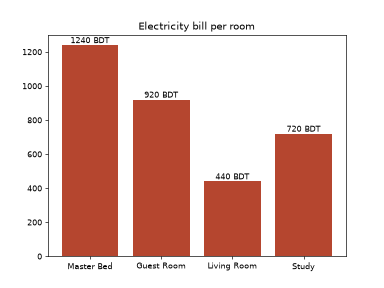 Electricity bill per room
1240 BDT
920 BDT
440 BDT
720 BDT
1200
1000
800
600
400
200
0
Master Bed
Guest Room
Living Room
Study